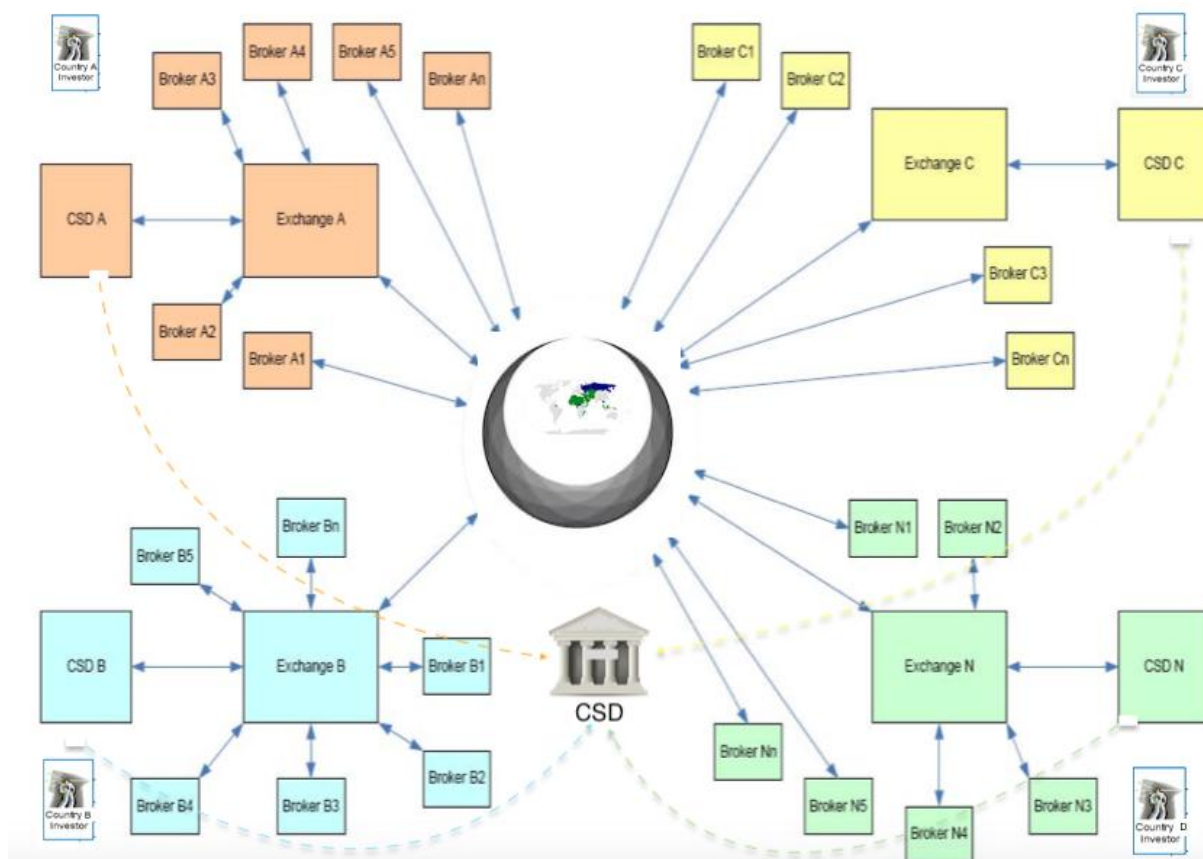 Country A
Investor
Broker A3
Broker A4
Broker A5
Broker An
CSD A
Exchange A
Broker A2
Broker A1
Broker C1
Broker C2
Country C
Investor
Exchange C
CSD C
Broker C3
Broker Cn
Broker Bn
Broker B5
CSD B
Exchange B
Broker B1
Broker B2
Broker B3
Broker B4
Country B
Investor
CSD
Broker N1
Broker N2
Exchange N
CSD N
Broker Nn
Broker N5
Broker N4
Broker N3
Country D
Investor